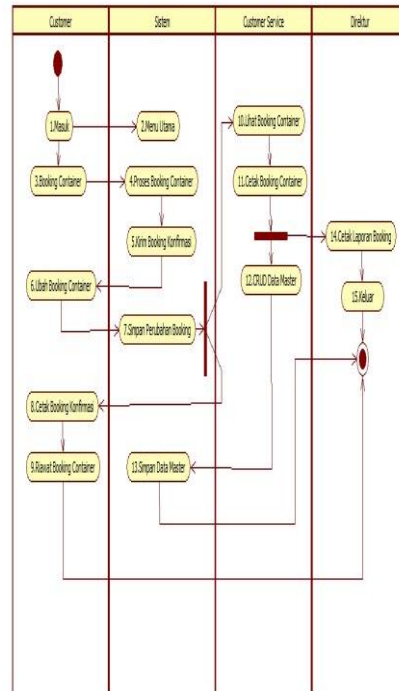 Customer
Sistem
Customer Service
Direktur
1.Masuk
2.Menu Utama
3.Booking Container
4.Proses Booking Container
5.Kirim Booking Konfirmasi
6.Ubah Booking Container
7.Simpan Perubahan Booking
8.Cetak Booking Konfirmasi
9.Riawat Booking Container
10.Lihat Booking Container
11.Cetak Booking Container
12.CRUD Data Master
13.Simpan Data Master
14.Cetak Laporan Booking
15.Keluar